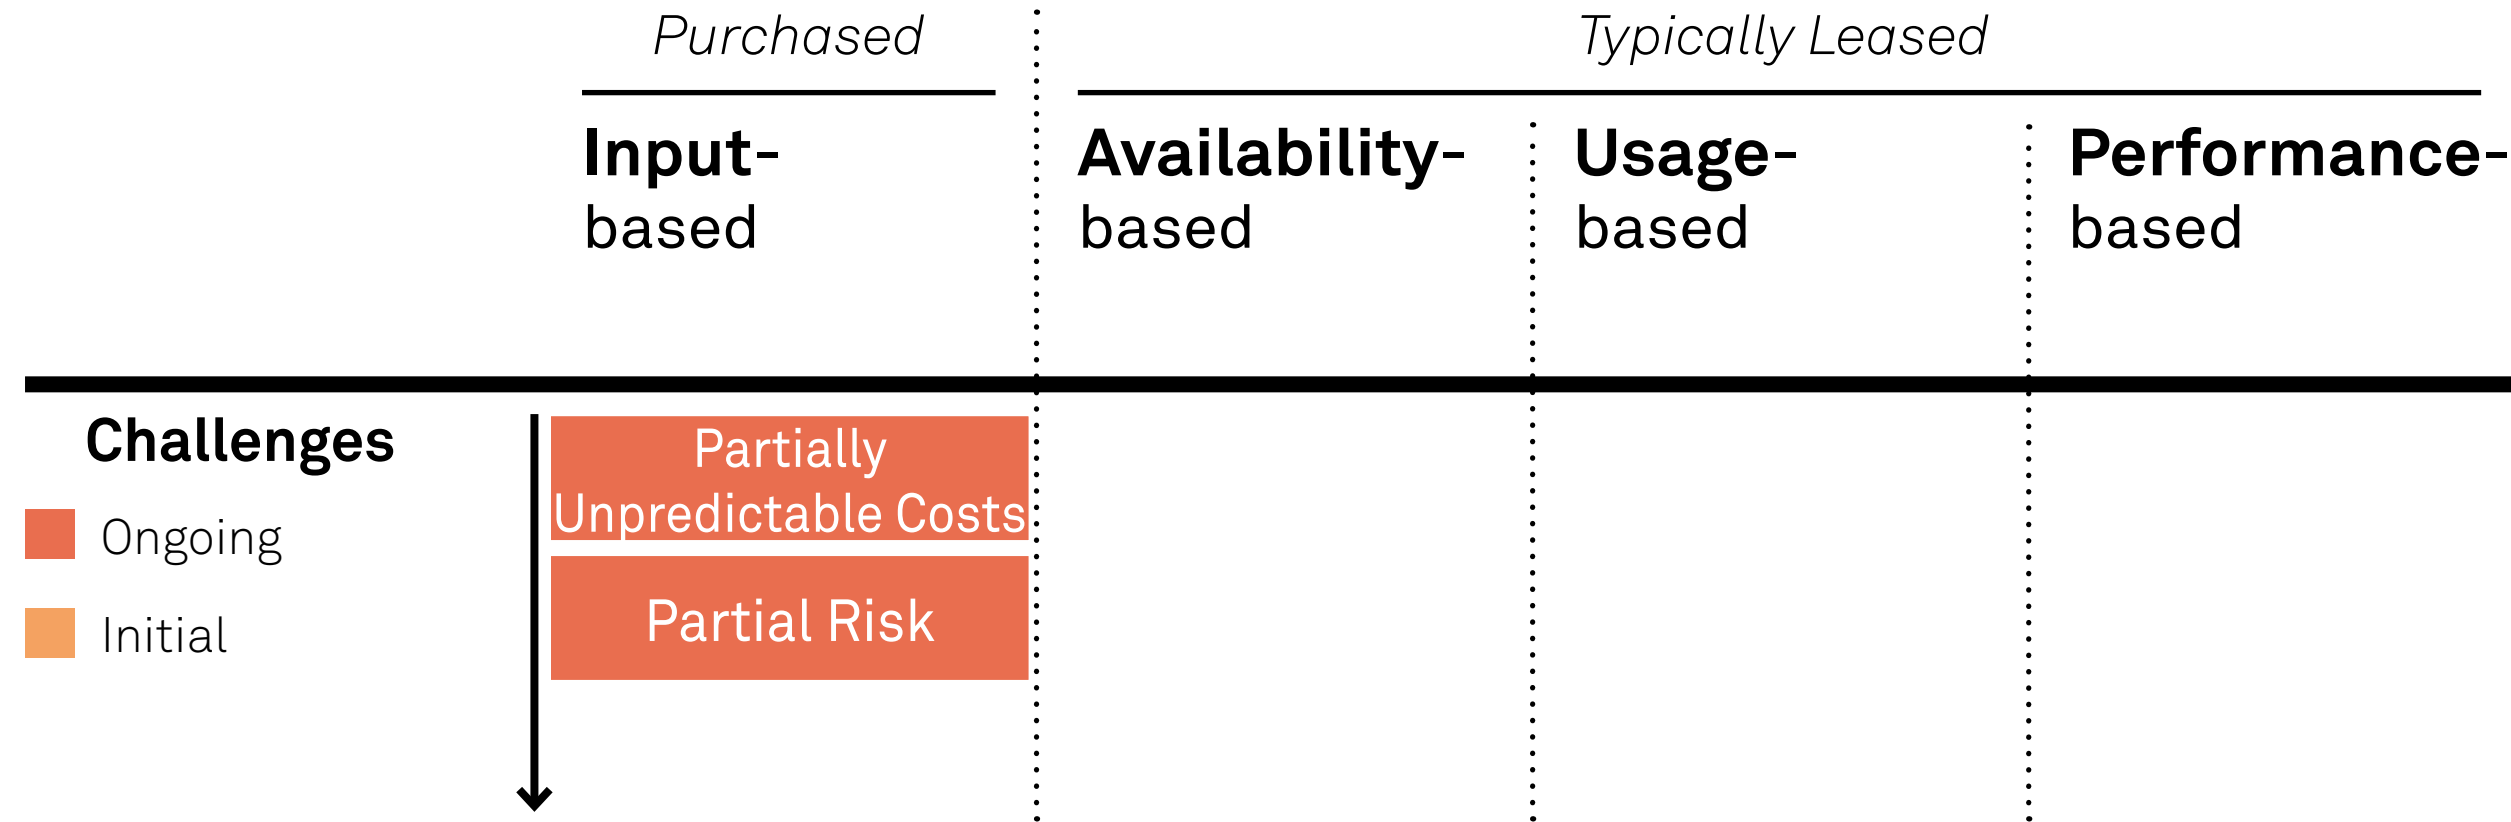 Purchased
Typically Leased
Input-
based
Availability-
based
Usage-
based
Performance-
based
Challenges
Ongoing
Initial
Partially
Unpredictable Costs
Partial Risk